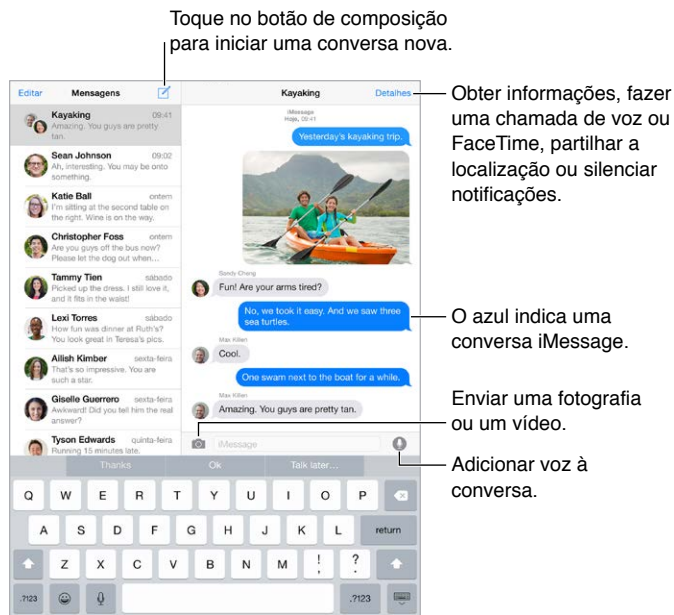 Toque no botão de composição
para iniciar uma conversa nova.
Editar Mensagens
Kayaking 09:41
Amazing. You guys are pretty
tan.
Sean Johnson 09:02
Ah, interesting. You may be onto
something.
Katie Ball ontem
I'm sitting at the second table on
the right. Wine is on the way.
Christopher Foss ontem
Are you guys off the bus now?
Please let the dog out when...
Tammy Tien sábado
Picked up the dress. I still love it,
and it fits in the waist!
Lexi Torres sábado
How fun was dinner at Ruth's?
You look great in Teresa's pics.
Ailish Kimber sexta-feira
That's so impressive. You are
such a star.
Giselle Guerrero sexta-feira
Awkward! Did you tell him the real
answer?
Tyson Edwards quinta-feira
Running 15 minutes late.
Kayaking Detalhes
iMessage
Hoje, 09:41
Yesterday's kayaking trip.
Sandy Cheng
Fun! Are your arms tired?
No, we took it easy. And we saw three
sea turtles.
Max Killen
Cool.
One swam next to the boat for a while.
Max Killen
Amazing. You guys are pretty tan.
iMessage
Thanks Ok Talk later...
Q W E R T Y U I O P
A S D F G H J K L return
Z X C V B N M ! , ? .
.?123 .?123
Obter informações, fazer
uma chamada de voz ou
FaceTime, partilhar a
localização ou silenciar
notificações.
O azul indica uma
conversa iMessage.
Enviar uma fotografia
ou um vídeo.
Adicionar voz à
conversa.